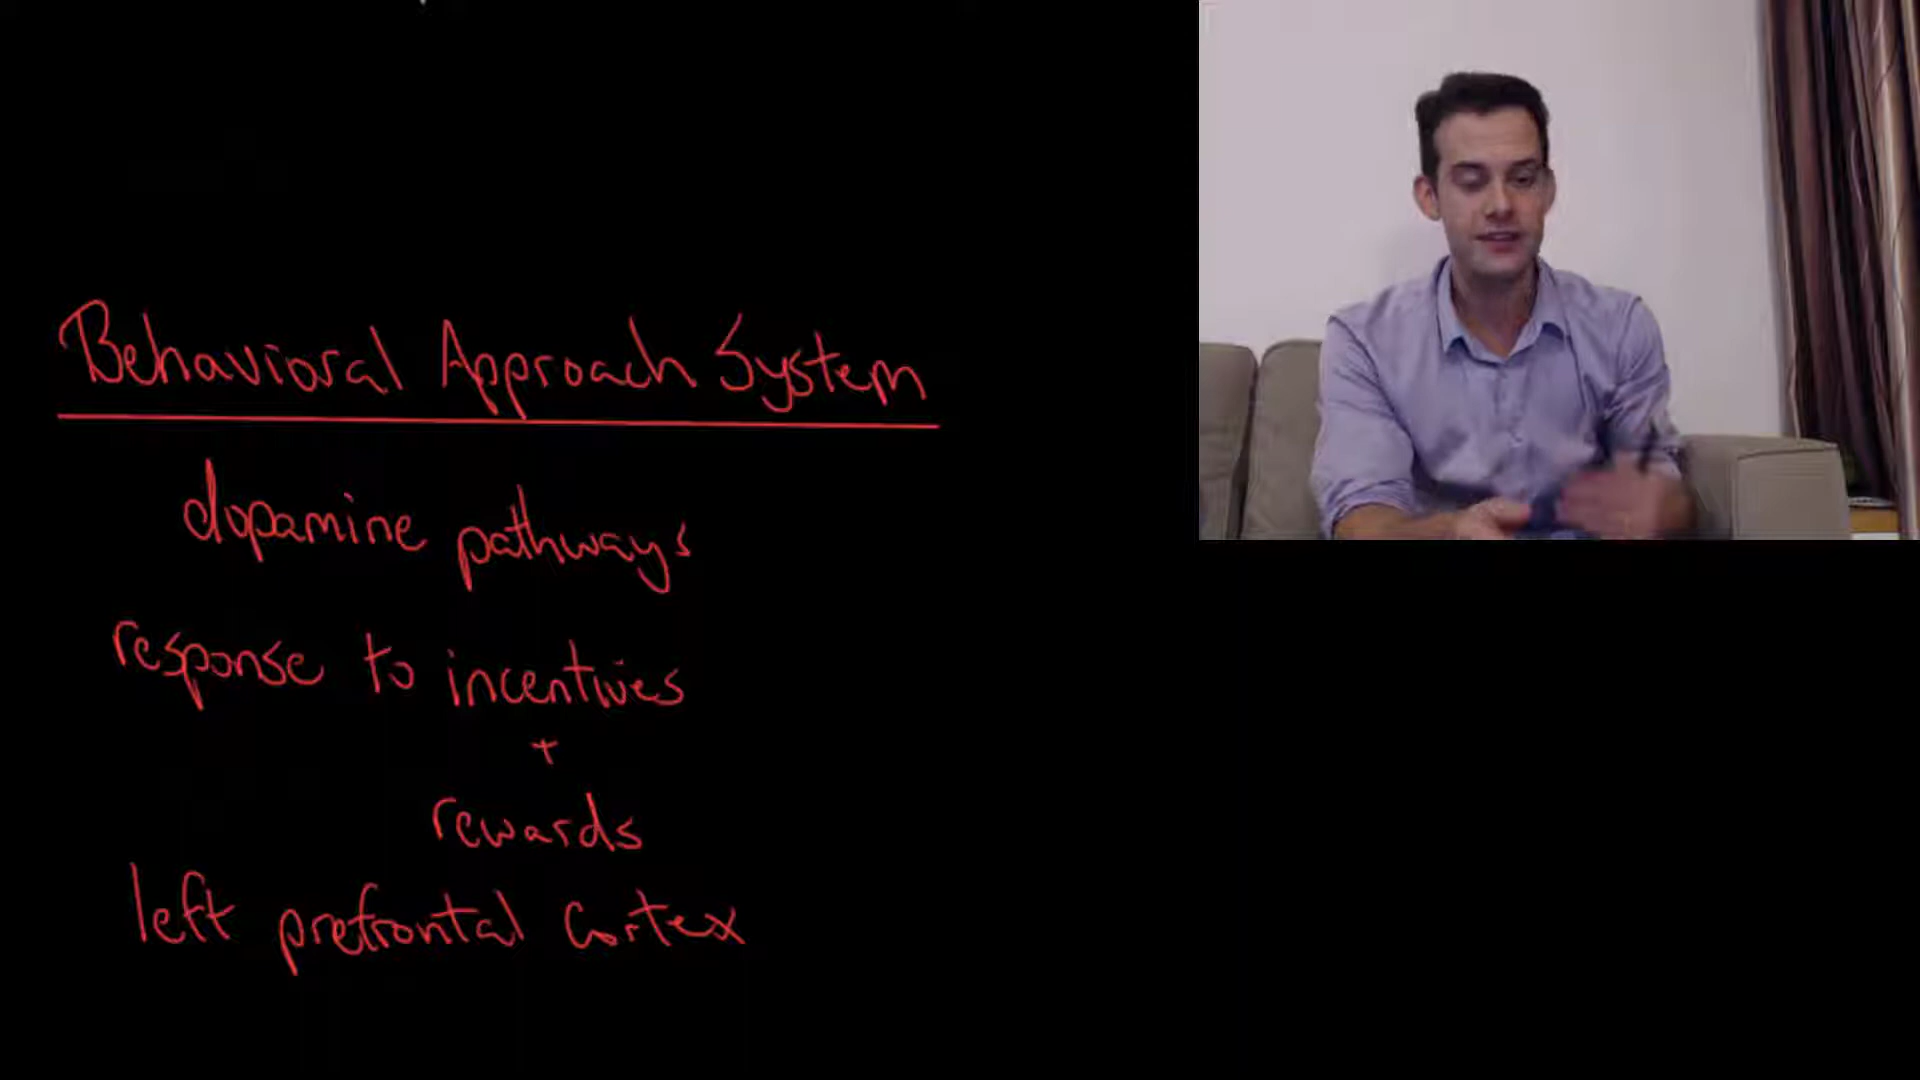 Behavioral Approach System
dopamine pathways
response to incentives
+
rewards
left prefrontal cortex